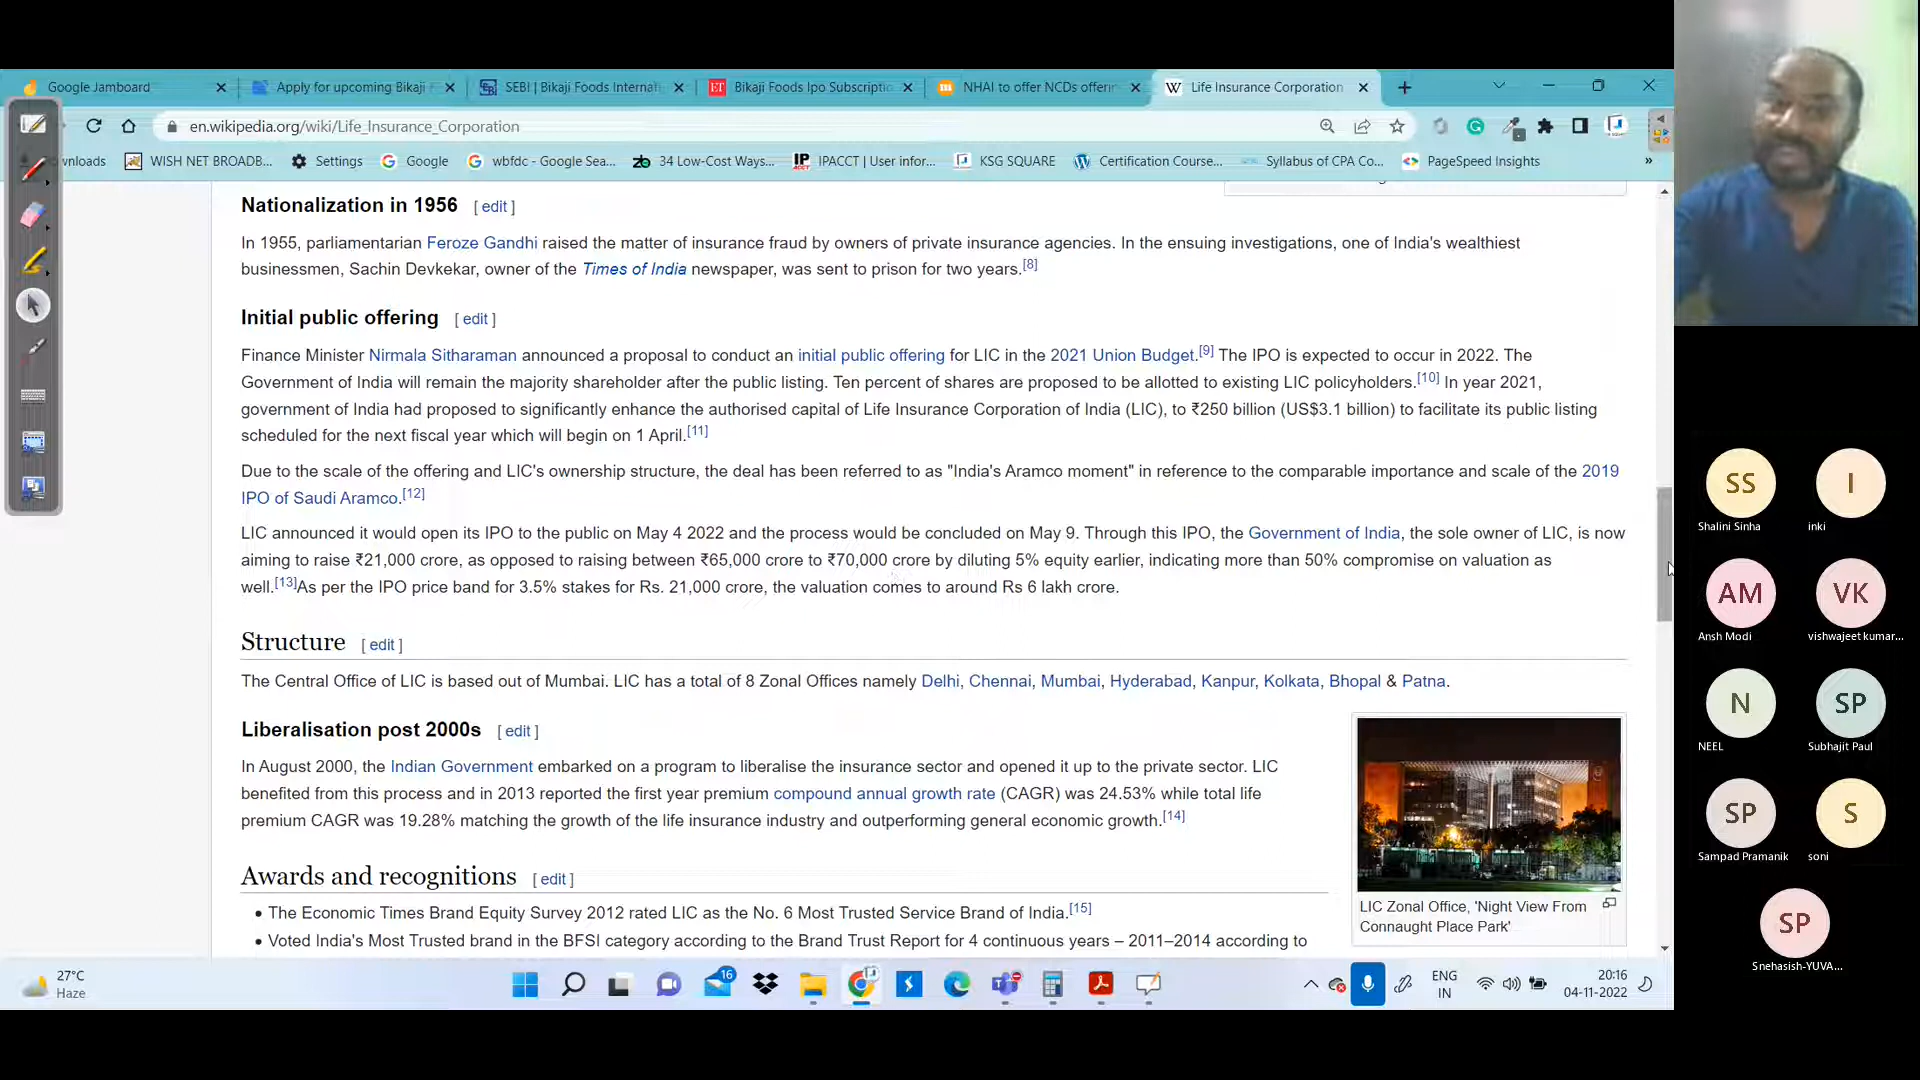 Google Jamboard
Apply for upcoming Bikaji F
SEBI | Bikaji Foods Internat
ET
Bikaji Foods Ipo Subscriptio
NHAI to offer NCDs offerin
W
Life Insurance Corporation
en.wikipedia.org/wiki/Life_Insurance_Corporation
wnloads
WISH NET BROADB...
Settings
Google
wbfdc - Google Sea...
34 Low-Cost Ways...
IPACCT | User infor...
KSG SQUARE
Certification Course...
Syllabus of CPA Co...
PageSpeed Insights
Nationalization in 1956 [ edit ]
In 1955, parliamentarian Feroze Gandhi raised the matter of insurance fraud by owners of private insurance agencies. In the ensuing investigations, one of India's wealthiest
businessmen, Sachin Devkekar, owner of the Times of India newspaper, was sent to prison for two years.[8]
Initial public offering [ edit ]
Finance Minister Nirmala Sitharaman announced a proposal to conduct an initial public offering for LIC in the 2021 Union Budget.[9] The IPO is expected to occur in 2022. The
Government of India will remain the majority shareholder after the public listing. Ten percent of shares are proposed to be allotted to existing LIC policyholders.[10] In year 2021,
government of India had proposed to significantly enhance the authorised capital of Life Insurance Corporation of India (LIC), to ₹250 billion (US$3.1 billion) to facilitate its public listing
scheduled for the next fiscal year which will begin on 1 April.[11]
Due to the scale of the offering and LIC's ownership structure, the deal has been referred to as "India's Aramco moment" in reference to the comparable importance and scale of the 2019
IPO of Saudi Aramco.[12]
LIC announced it would open its IPO to the public on May 4 2022 and the process would be concluded on May 9. Through this IPO, the Government of India, the sole owner of LIC, is now
aiming to raise ₹21,000 crore, as opposed to raising between ₹65,000 crore to ₹70,000 crore by diluting 5% equity earlier, indicating more than 50% compromise on valuation as
well.[13]As per the IPO price band for 3.5% stakes for Rs. 21,000 crore, the valuation comes to around Rs 6 lakh crore.
Structure [ edit ]
The Central Office of LIC is based out of Mumbai. LIC has a total of 8 Zonal Offices namely Delhi, Chennai, Mumbai, Hyderabad, Kanpur, Kolkata, Bhopal & Patna.
Liberalisation post 2000s [ edit ]
In August 2000, the Indian Government embarked on a program to liberalise the insurance sector and opened it up to the private sector. LIC
benefited from this process and in 2013 reported the first year premium compound annual growth rate (CAGR) was 24.53% while total life
premium CAGR was 19.28% matching the growth of the life insurance industry and outperforming general economic growth.[14]
Awards and recognitions [ edit ]
The Economic Times Brand Equity Survey 2012 rated LIC as the No. 6 Most Trusted Service Brand of India.[15]
Voted India's Most Trusted brand in the BFSI category according to the Brand Trust Report for 4 continuous years – 2011–2014 according to
LIC Zonal Office, 'Night View From
Connaught Place Park'
27°C
Haze
16
ENG
IN
20:16
04-11-2022
SS
Shalini Sinha
I
inki
AM
Ansh Modi
VK
vishwajeet kumar...
N
NEEL
SP
Subhajit Paul
SP
Sampad Pramanik
S
soni
SP
Snehasish-YUVA...